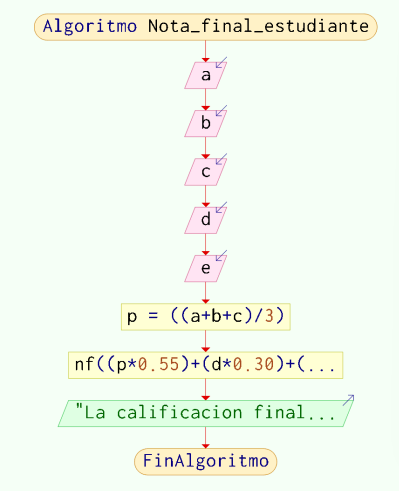 Algoritmo Nota_final_estudiante
a
b
c
d
e
p = ((a+b+c)/3)
nf((p*0.55)+(d*0.30)+(...
"La calificacion final...
FinAlgoritmo